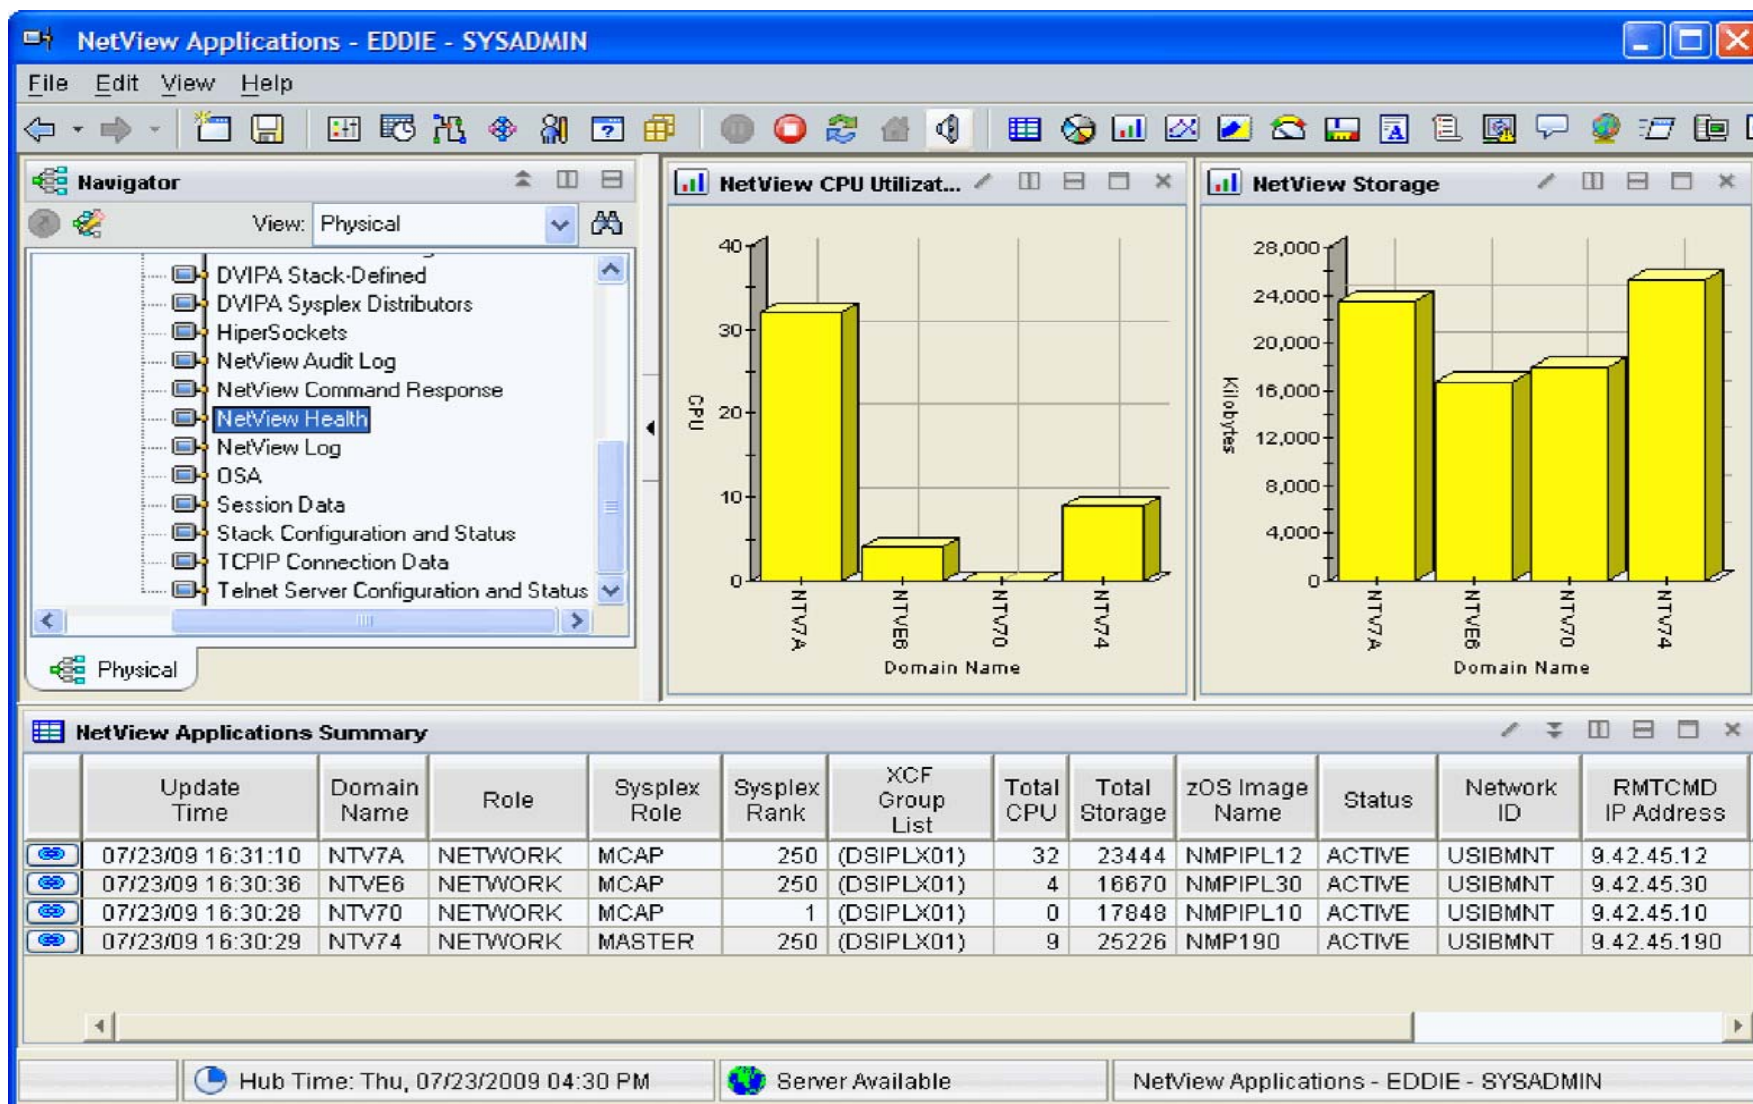 NetView Applications - EDDIE - SYSADMIN
File Edit View Help
Navigator
View: Physical
DVIPA Stack-Defined
DVIPA Sysplex Distributors
HiperSockets
NetView Audit Log
NetView Command Response
NetView Health
NetView Log
OSA
Session Data
Stack Configuration and Status
TCPIP Connection Data
Telnet Server Configuration and Status
Physical
NetView CPU Utilizat...
40
30
20
10
0
CPU
NTV7A NTVE6 NTV70 NTV74
Domain Name
NetView Storage
28,000
24,000
20,000
16,000
12,000
8,000
4,000
0
Kilobytes
NTV7A NTVE6 NTV70 NTV74
Domain Name
NetView Applications Summary
Update Time Domain Name Role Sysplex Role Sysplex Rank XCF Group List Total CPU Total Storage zOS Image Name Status Network ID RMTCMD IP Address
07/23/09 16:31:10 NTV7A NETWORK MCAP 250 (DSIPLX01) 32 23444 NMPIPL12 ACTIVE USIBMNT 9.42.45.12
07/23/09 16:30:36 NTVE6 NETWORK MCAP 250 (DSIPLX01) 4 16670 NMPIPL30 ACTIVE USIBMNT 9.42.45.30
07/23/09 16:30:28 NTV70 NETWORK MCAP 1 (DSIPLX01) 0 17848 NMPIPL10 ACTIVE USIBMNT 9.42.45.10
07/23/09 16:30:29 NTV74 NETWORK MASTER 250 (DSIPLX01) 9 25226 NMP190 ACTIVE USIBMNT 9.42.45.190
Hub Time: Thu, 07/23/2009 04:30 PM
Server Available
NetView Applications - EDDIE - SYSADMIN